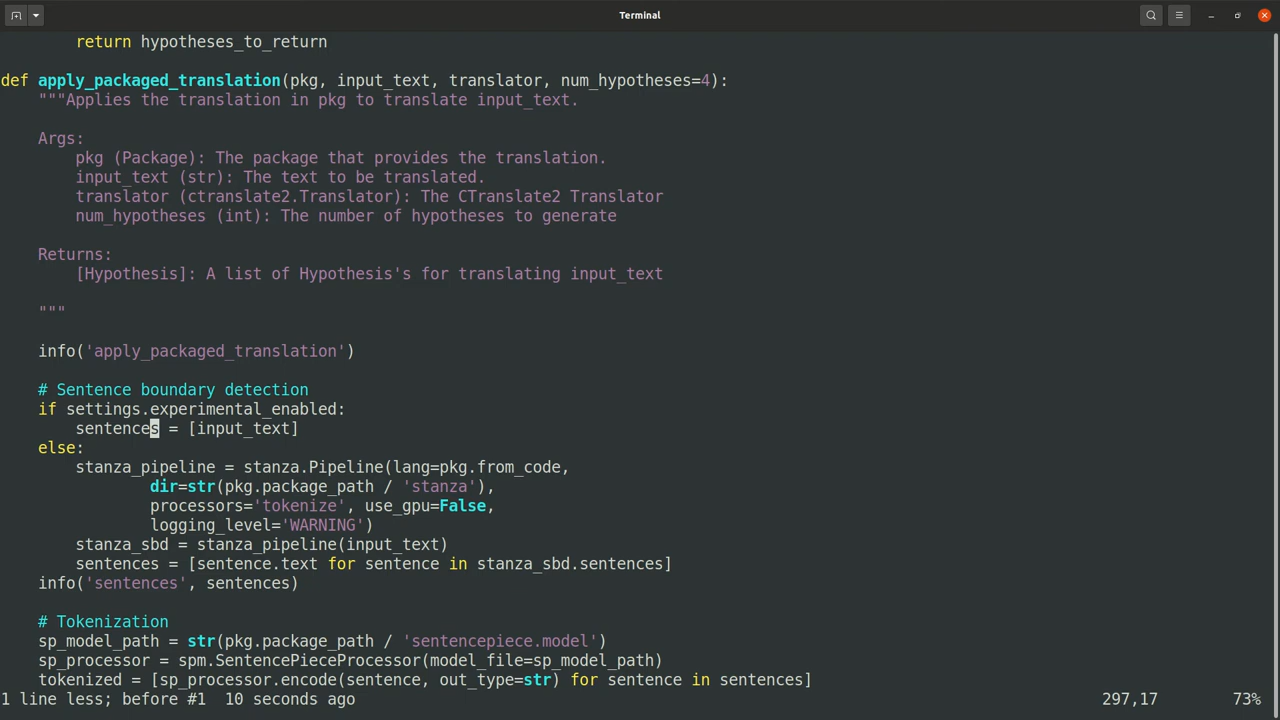 Terminal
        return hypotheses_to_return
def apply_packaged_translation(pkg, input_text, translator, num_hypotheses=4):
    """Applies the translation in pkg to translate input_text.
    Args:
        pkg (Package): The package that provides the translation.
        input_text (str): The text to be translated.
        translator (ctranslate2.Translator): The CTranslate2 Translator
        num_hypotheses (int): The number of hypotheses to generate
    Returns:
        [Hypothesis]: A list of Hypothesis's for translating input_text
    """
    info('apply_packaged_translation')
    # Sentence boundary detection
    if settings.experimental_enabled:
        sentences = [input_text]
    else:
        stanza_pipeline = stanza.Pipeline(lang=pkg.from_code,
                dir=str(pkg.package_path / 'stanza'),
                processors='tokenize', use_gpu=False,
                logging_level='WARNING')
        stanza_sbd = stanza_pipeline(input_text)
        sentences = [sentence.text for sentence in stanza_sbd.sentences]
    info('sentences', sentences)
    # Tokenization
    sp_model_path = str(pkg.package_path / 'sentencepiece.model')
    sp_processor = spm.SentencePieceProcessor(model_file=sp_model_path)
    tokenized = [sp_processor.encode(sentence, out_type=str) for sentence in sentences]
1 line less; before #1  10 seconds ago 297,17 73%